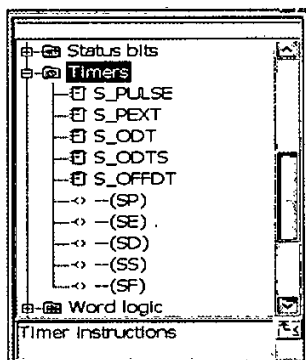 Status bits
Timers
S_PULSE
S_PEXT
S_ODT
S_ODTS
S_OFFDT
--(SP)
--(SE)
--(SD)
--(SS)
--(SF)
Word logic
Timer instructions